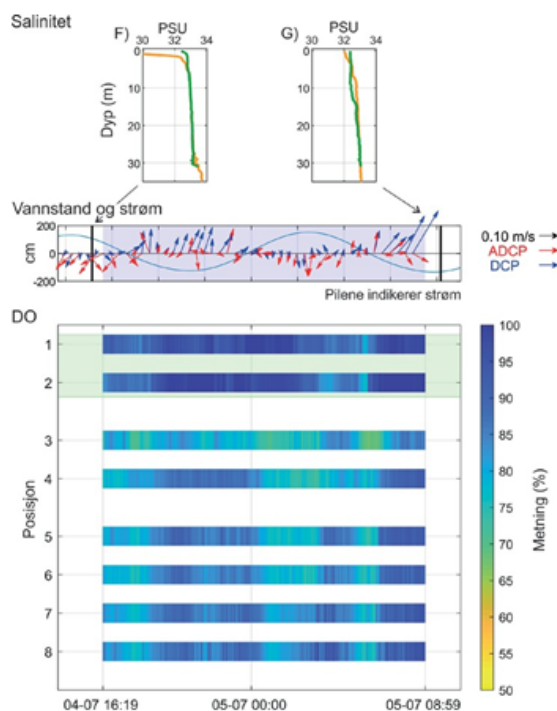 Salinitet
PSU
F) 30 32 34
PSU
G) 30 32 34
Dyp (m)
0
10
20
30
0
10
20
30
Vannstand og strøm
cm
200
0
-200
0.10 m/s
ADCP
DCP
Pilene indikerer strøm
DO
Posisjon
1
2
3
4
5
6
7
8
04-07 16:19
05-07 00:00
05-07 08:59
100
95
90
85
80
75
70
65
60
55
50
Metning (%)